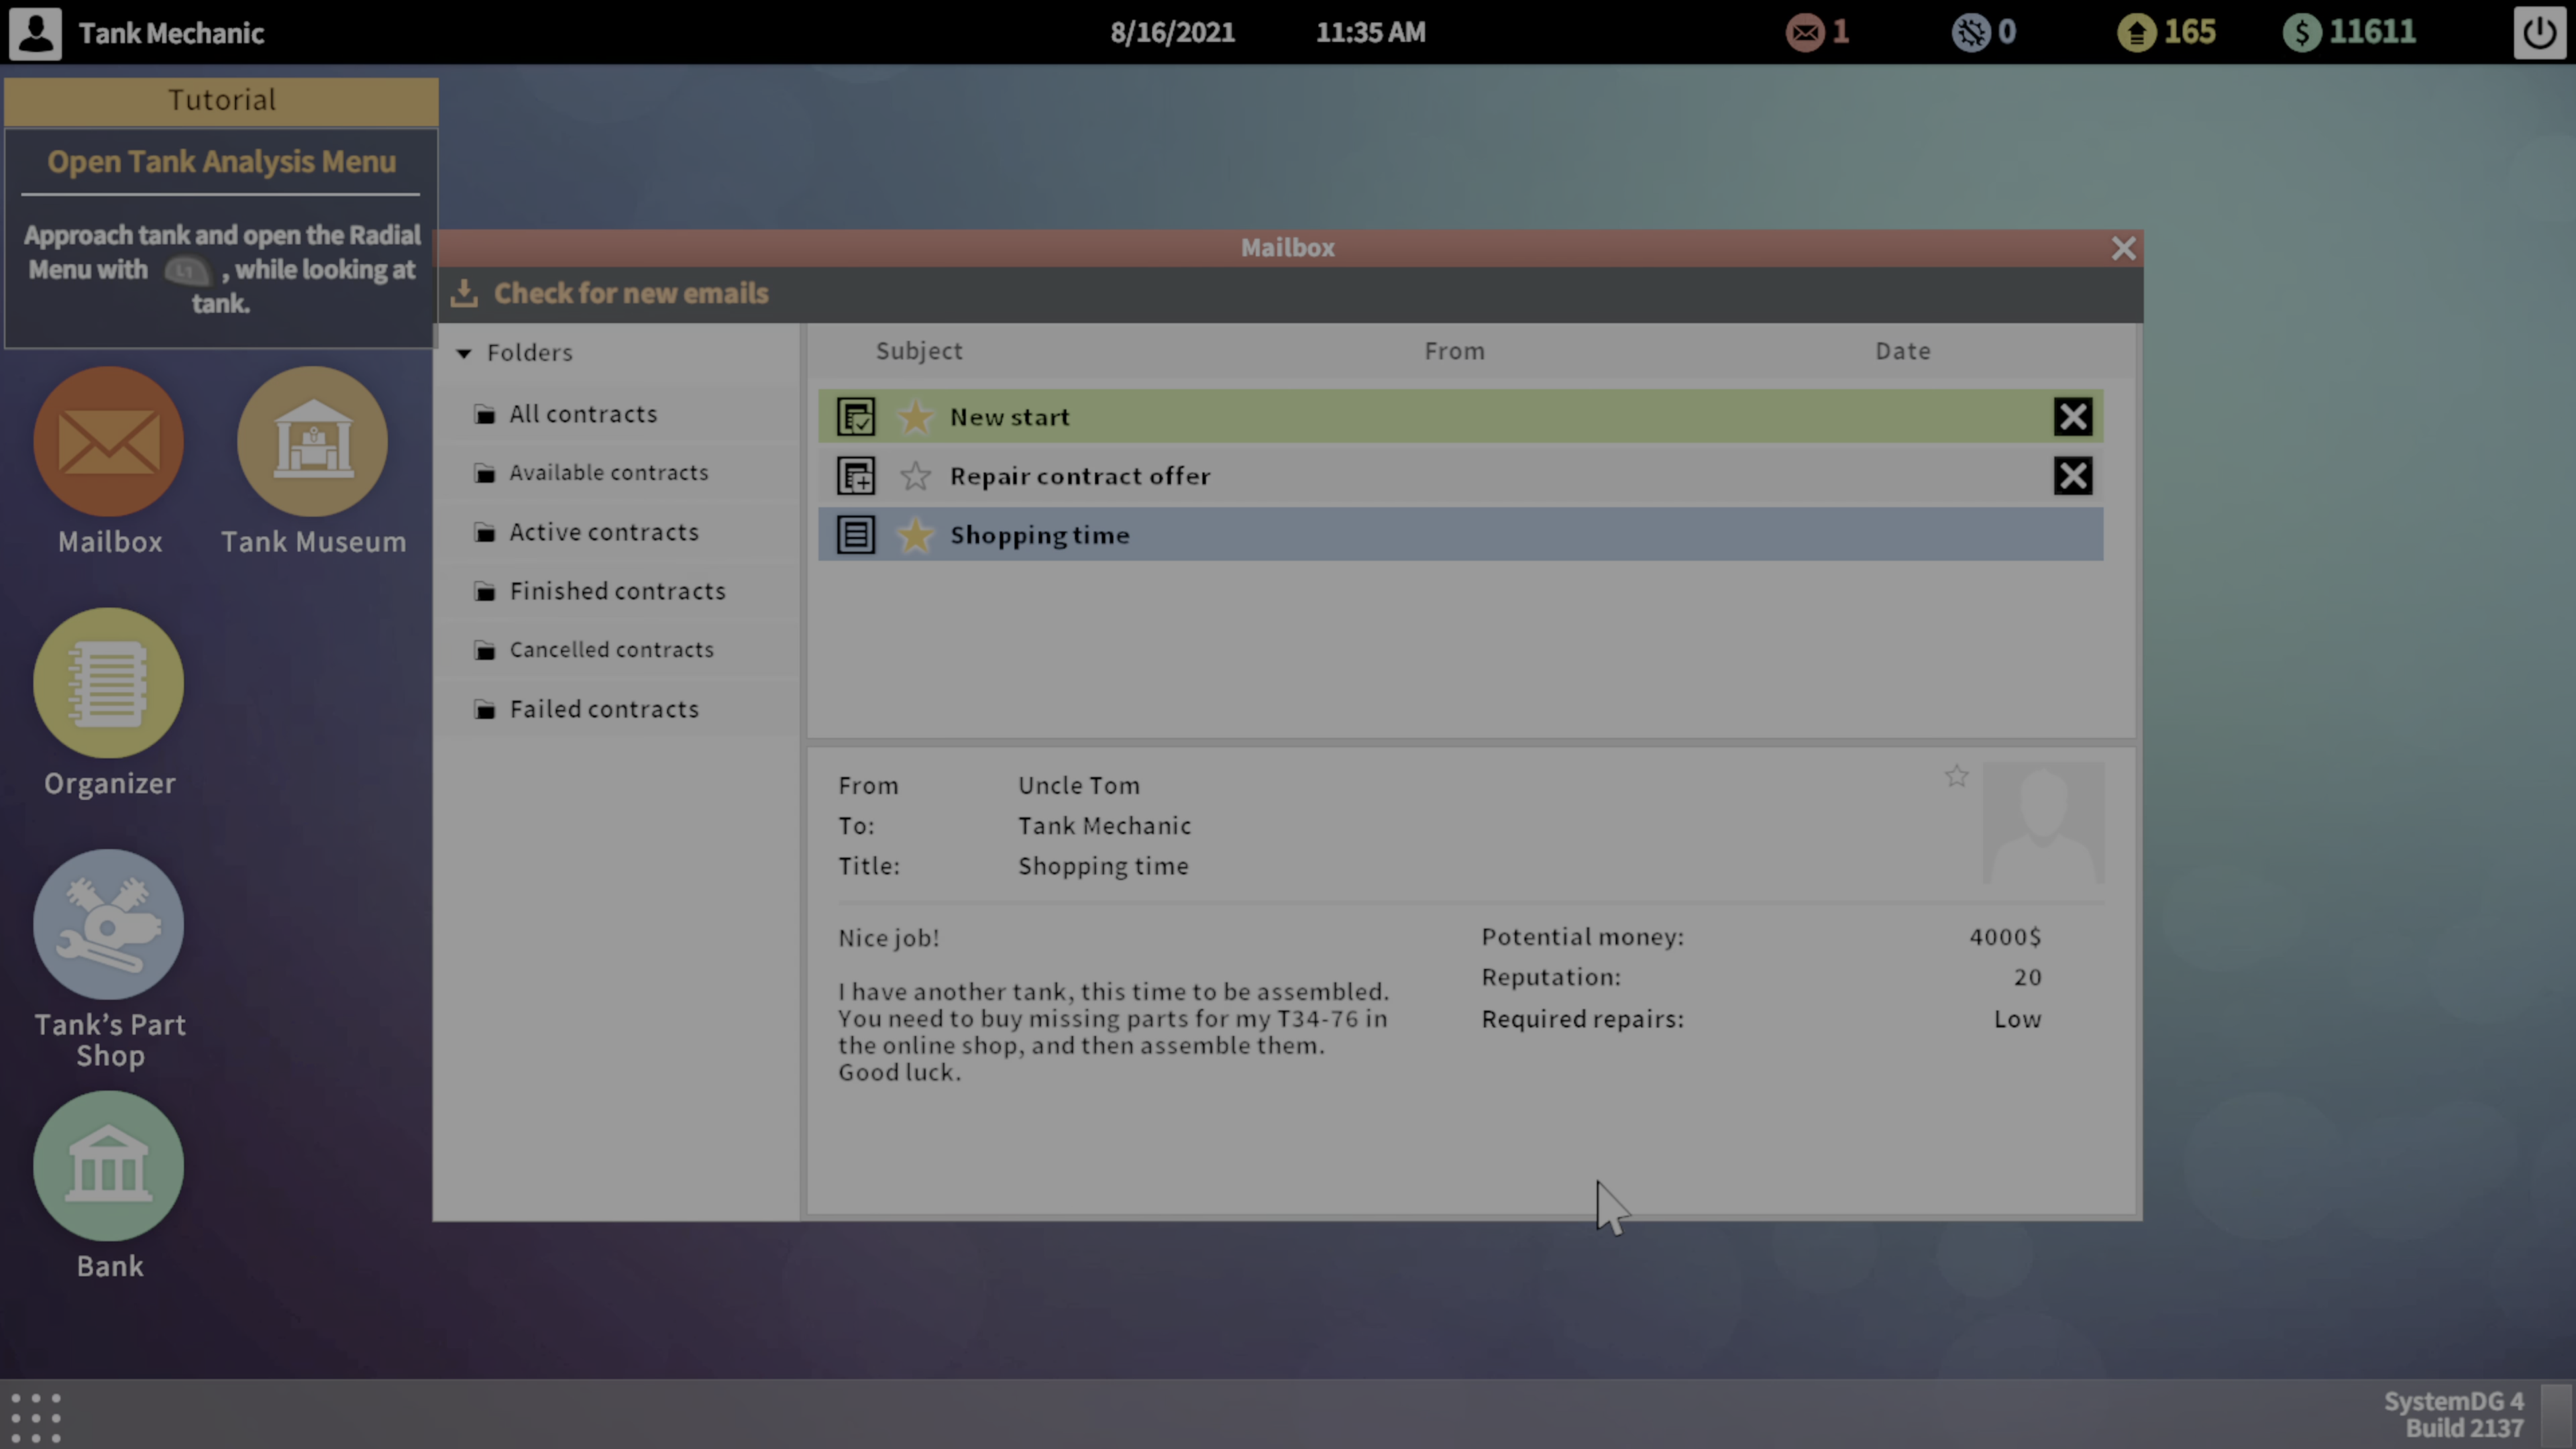 Tank Mechanic
8/16/2021
11:35 AM
1
0
165
$ 11611
Tutorial
Open Tank Analysis Menu
Approach tank and open the Radial
Menu with L1 , while looking at
tank.
Mailbox
Tank Museum
Organizer
Tank's Part
Shop
Bank
Mailbox
Check for new emails
Folders
All contracts
Available contracts
Active contracts
Finished contracts
Cancelled contracts
Failed contracts
Subject From Date
New start
Repair contract offer
Shopping time
From Uncle Tom
To: Tank Mechanic
Title: Shopping time
Nice job!
I have another tank, this time to be assembled.
You need to buy missing parts for my T34-76 in
the online shop, and then assemble them.
Good luck.
Potential money: 4000$
Reputation: 20
Required repairs: Low
SystemDG 4
Build 2137